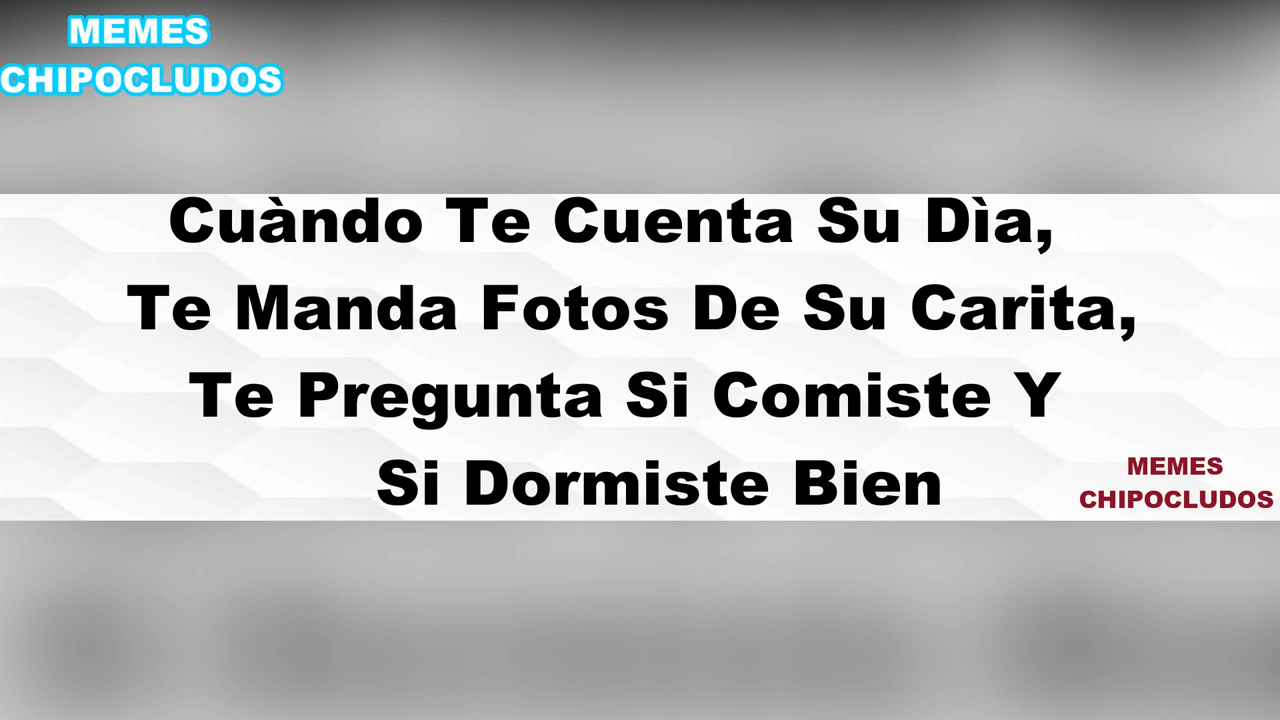 MEMES
CHIPOCLUDOS
Cuàndo Te Cuenta Su Dìa,
Te Manda Fotos De Su Carita,
Te Pregunta Si Comiste Y
Si Dormiste Bien
MEMES
CHIPOCLUDOS